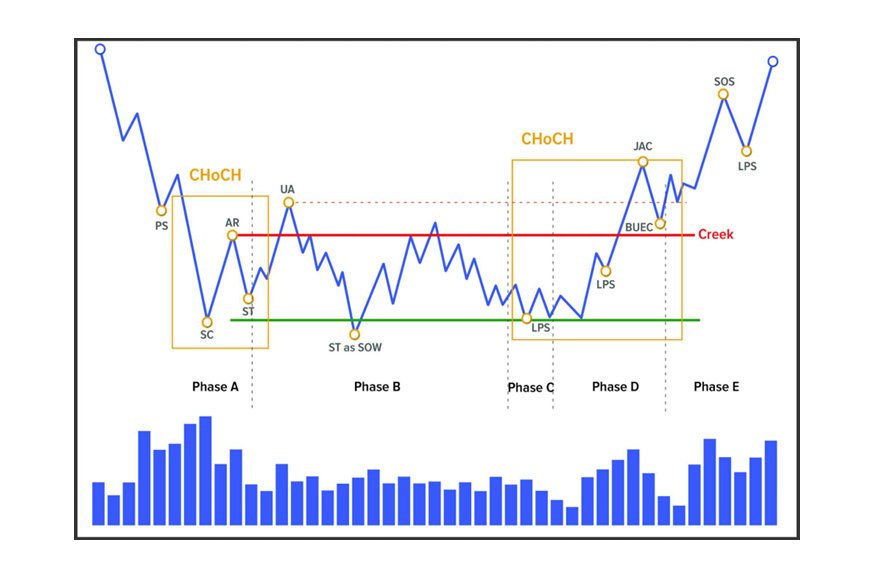 SOS
CHoCH
JAC
LPS
CHoCH
UA
PS
AR
BUEC
Creek
LPS
ST
SC
LPS
ST as SOW
Phase A
Phase B
Phase C
Phase D
Phase E